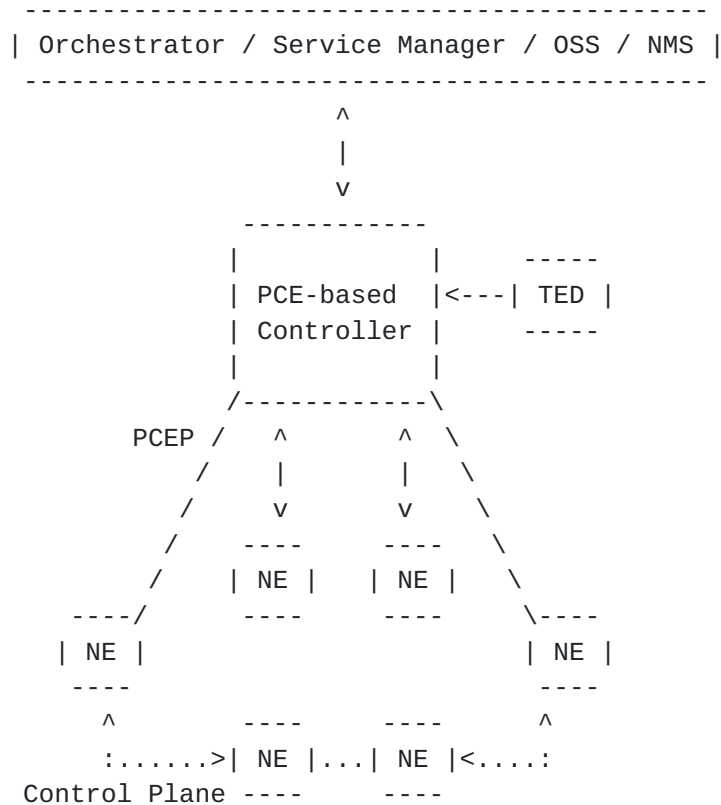 Orchestrator / Service Manager / OSS / NMS
PCE-based
TED
Controller
PCEP
NE NE
NE NE
NE NE
Control Plane